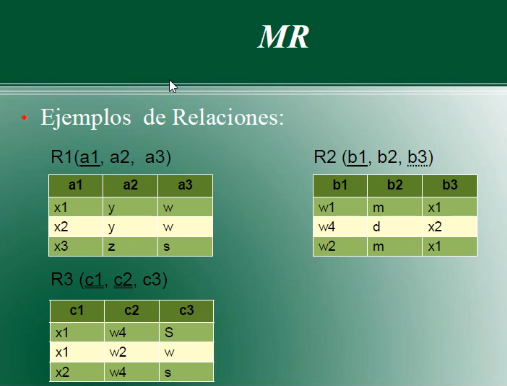 MR
• Ejemplos de Relaciones:
R1(a1, a2, a3)
a1 a2 a3
x1 y w
x2 y w
x3 z s
R2 (b1, b2, b3)
b1 b2 b3
w1 m x1
w4 d x2
w2 m x1
R3 (c1, c2, c3)
c1 c2 c3
x1 w4 S
x1 w2 w
x2 w4 s